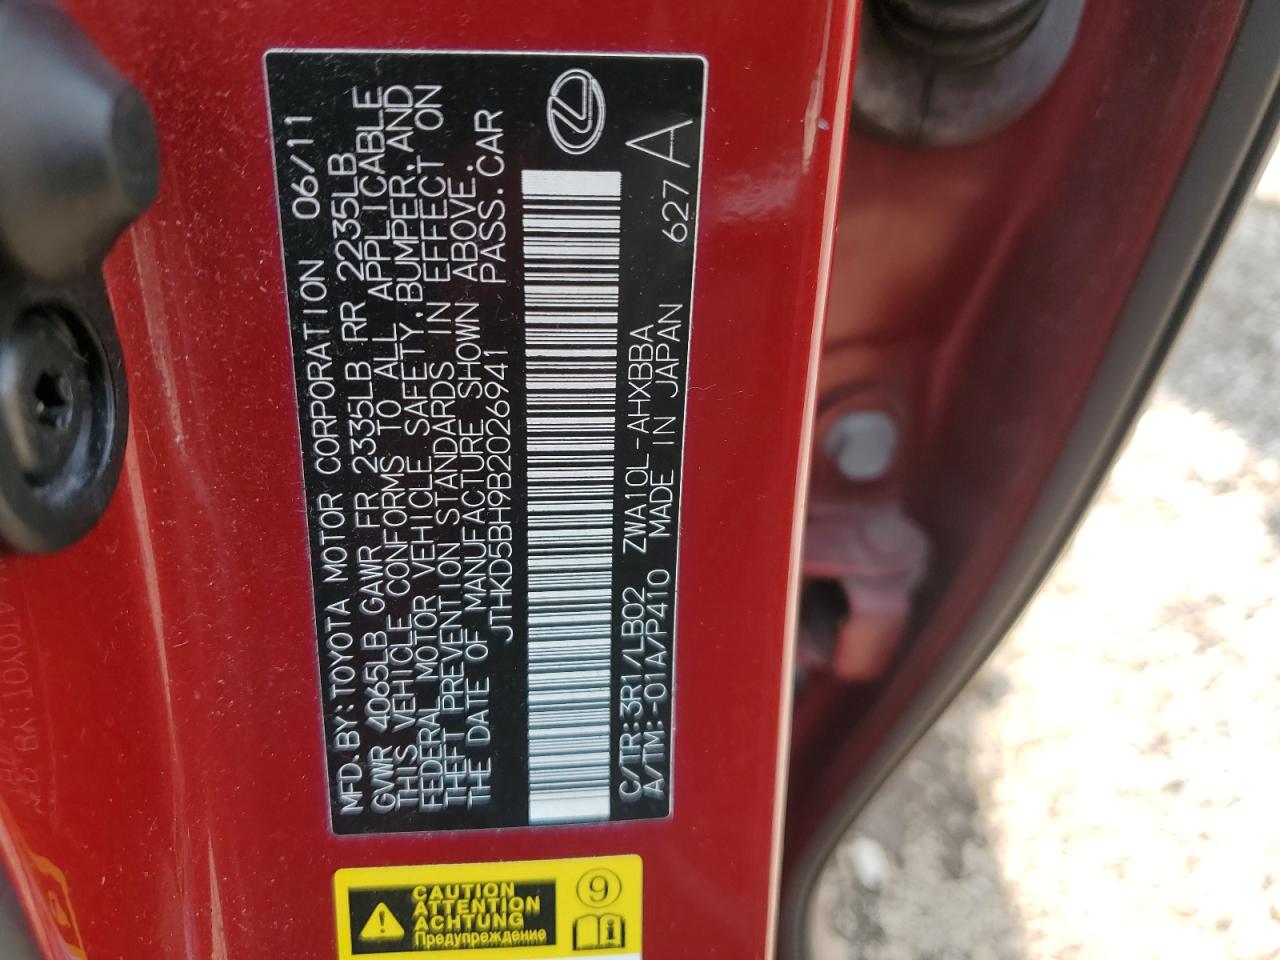 MFD. BY: TOYOTA MOTOR CORPORATION 06/11
GVWR 4065LB GAWR FR 2335LB RR 2235LB
THIS VEHICLE CONFORMS TO ALL APPLICABLE
FEDERAL MOTOR VEHICLE SAFETY, BUMPER, AND
THEFT PREVENTION STANDARDS IN EFFECT ON
THE DATE OF MANUFACTURE SHOWN ABOVE.
JTHKD5BH9B2026941 PASS. CAR
C/TR: 3R1/LB02 ZWA10L-AHXBBA 627 A
A/TM: -01A/P410 MADE IN JAPAN
CAUTION
ATTENTION
ACHTUNG
Предупреждение
9